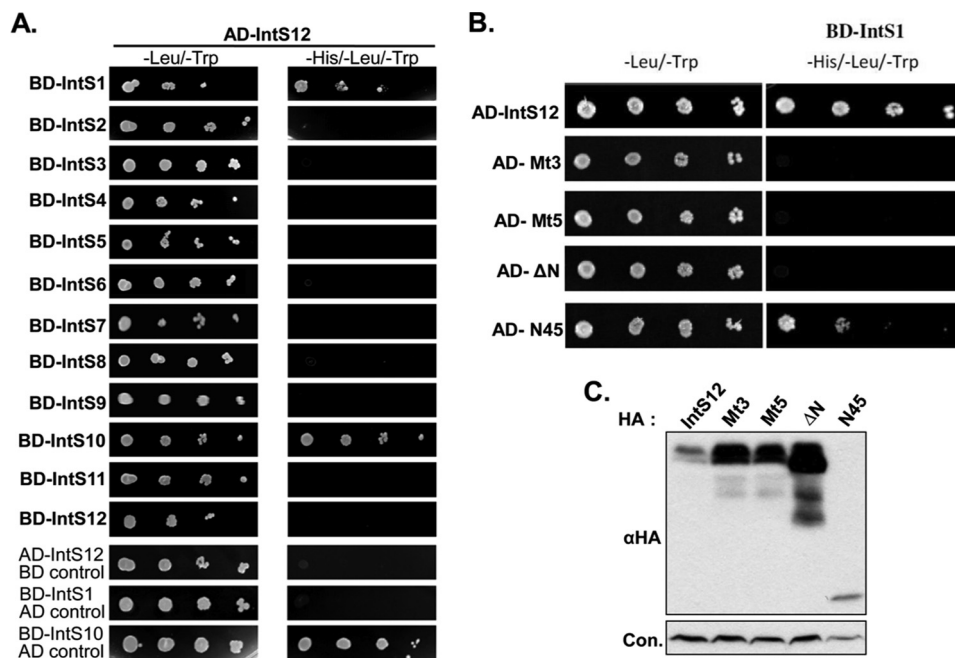 A.
AD-IntS12
-Leu/-Trp -His/-Leu/-Trp
BD-IntS1
BD-IntS2
BD-IntS3
BD-IntS4
BD-IntS5
BD-IntS6
BD-IntS7
BD-IntS8
BD-IntS9
BD-IntS10
BD-IntS11
BD-IntS12
AD-IntS12
BD control
BD-IntS1
AD control
BD-IntS10
AD control
B.
BD-IntS1
-Leu/-Trp -His/-Leu/-Trp
AD-IntS12
AD- Mt3
AD- Mt5
AD- ΔN
AD- N45
C.
HA : IntS12 Mt3 Mt5 ΔN N45
αHA
Con.